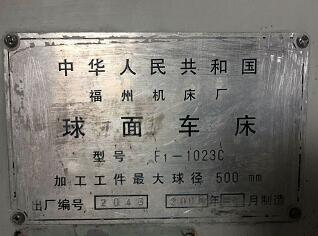 中华人民共和国
福州机床厂
球面车床
型号 F1-1023C
加工工件最大球径 500 mm
出厂编号 2046 200 年 月制造